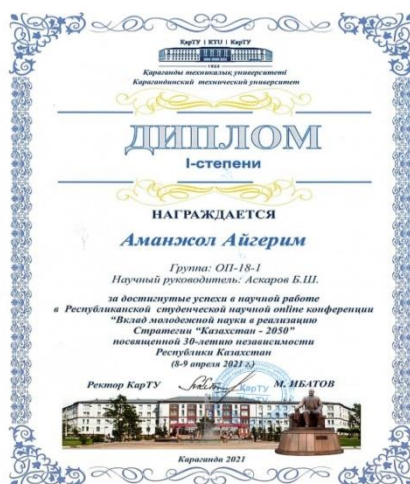 ҚарТУ | KTU | КарТУ
Қарағанды техникалық университеті
Карагандинский технический университет
ДИПЛОМ
I-степени
НАГРАЖДАЕТСЯ
Аманжол Айгерим
Группа: ОП-18-1
Научный руководитель: Аскаров Б.Ш.
за достигнутые успехи в научной работе
в Республиканской студенческой научной online конференции
“Вклад молодежной науки в реализацию
Стратегии “Казахстан - 2050”
посвященной 30-летию независимости
Республики Казахстан
(8-9 апреля 2021 г.)
Ректор КарТУ М. ИБАТОВ
Караганда 2021